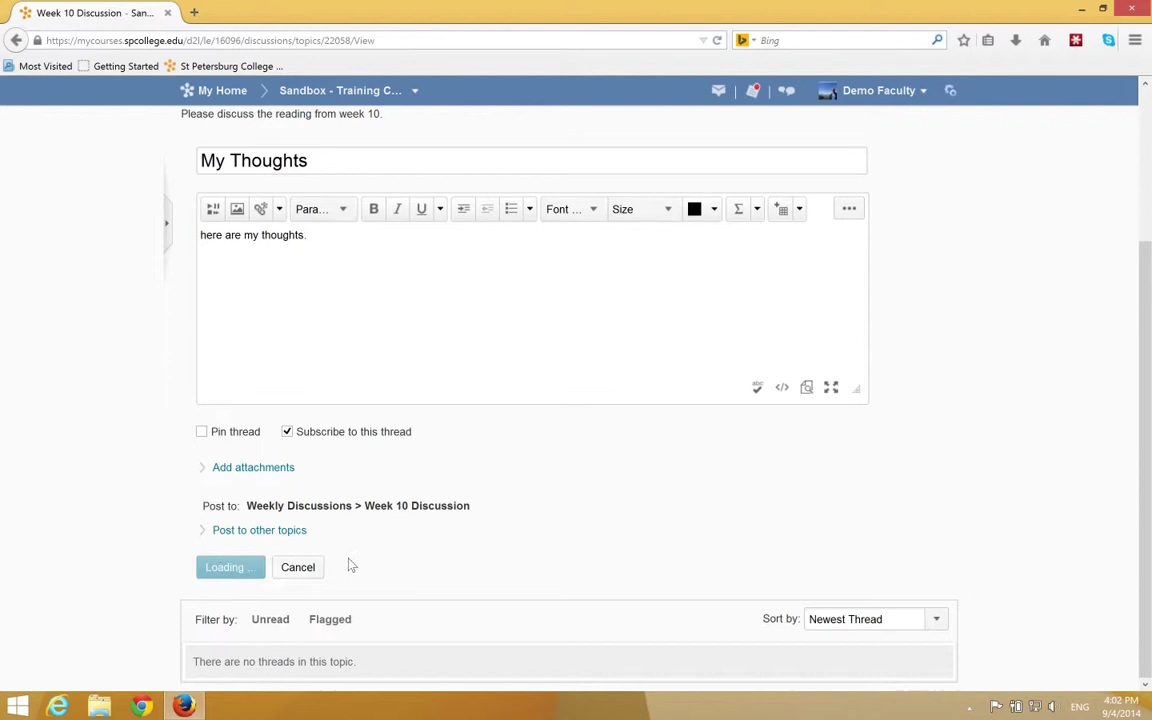 Week 10 Discussion - San...
https://mycourses.spcollege.edu/d2l/le/16096/discussions/topics/22058/View
Bing
Most Visited Getting Started St Petersburg College ...
My Home Sandbox - Training C... Demo Faculty
Please discuss the reading from week 10.
My Thoughts
Para... B I U Font ... Size Σ
here are my thoughts.
abc
Pin thread Subscribe to this thread
Add attachments
Post to: Weekly Discussions > Week 10 Discussion
Post to other topics
Loading ... Cancel
Filter by: Unread Flagged Sort by: Newest Thread
There are no threads in this topic.
4:02 PM
ENG
9/4/2014